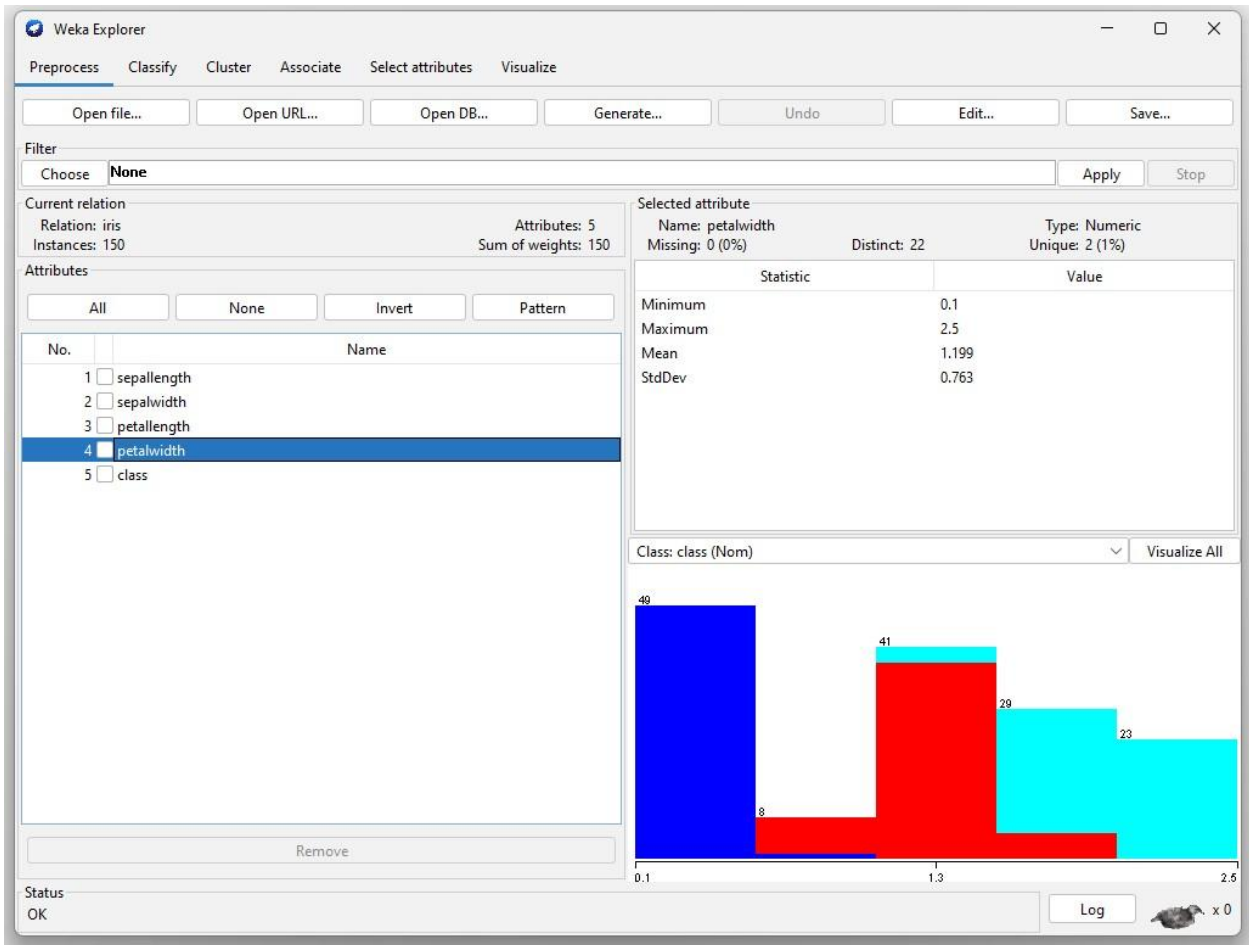 Weka Explorer
Preprocess Classify Cluster Associate Select attributes Visualize
Open file... Open URL... Open DB... Generate... Undo Edit... Save...
Filter
Choose None Apply Stop
Current relation
Relation: iris Attributes: 5
Instances: 150 Sum of weights: 150
Attributes
All None Invert Pattern
No. Name
1 sepallength
2 sepalwidth
3 petallength
4 petalwidth
5 class
Remove
Selected attribute
Name: petalwidth Type: Numeric
Missing: 0 (0%) Distinct: 22 Unique: 2 (1%)
Statistic Value
Minimum 0.1
Maximum 2.5
Mean 1.199
StdDev 0.763
Class: class (Nom) Visualize All
49
41
29
23
8
0.1 1.3 2.5
Status
OK
Log x 0